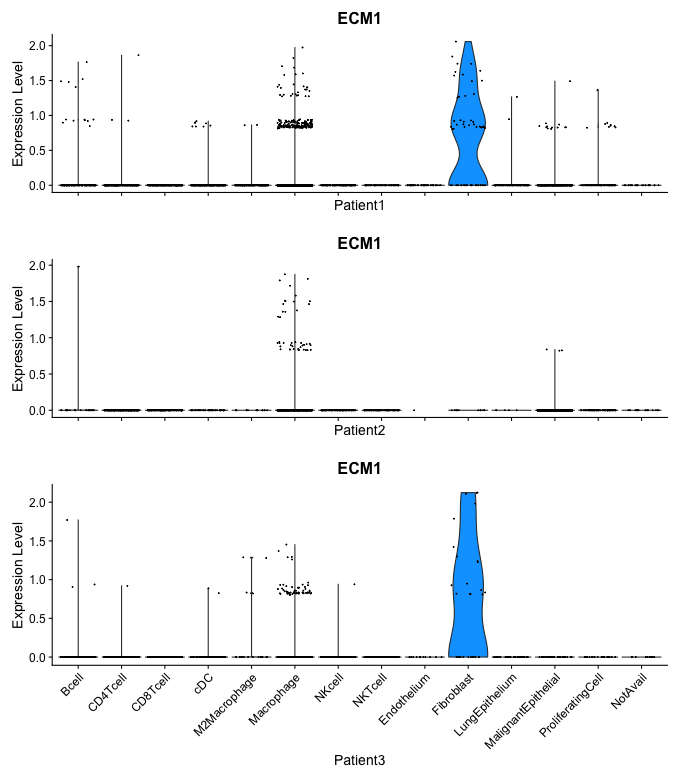 ECM1
Expression Level
2.0
1.5
1.0
0.5
0.0
Patient1
ECM1
Expression Level
2.0
1.5
1.0
0.5
0.0
Patient2
ECM1
Expression Level
2.0
1.5
1.0
0.5
0.0
Bcell
CD4Tcell
CD8Tcell
cDC
M2Macrophage
Macrophage
NKcell
NKTcell
Endothelium
Fibroblast
LungEpithelium
MalignantEpithelial
ProliferatingCell
NotAvail
Patient3